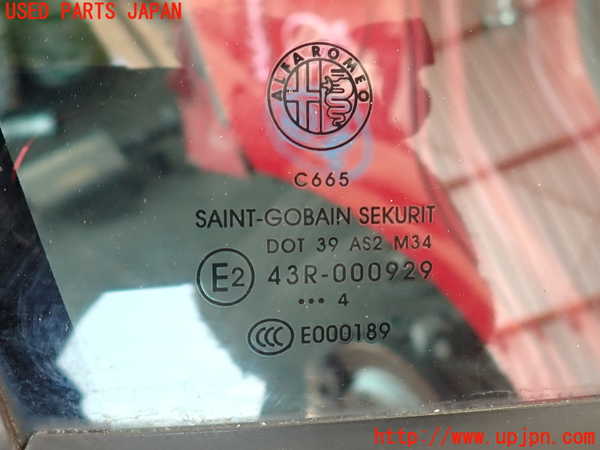 USED PARTS JAPAN
ALFA ROMEO
C665
SAINT-GOBAIN SEKURIT
DOT 39 AS2 M34
E2 43R-000929
••• 4
CCC E000189
http://www.upjpn.com/